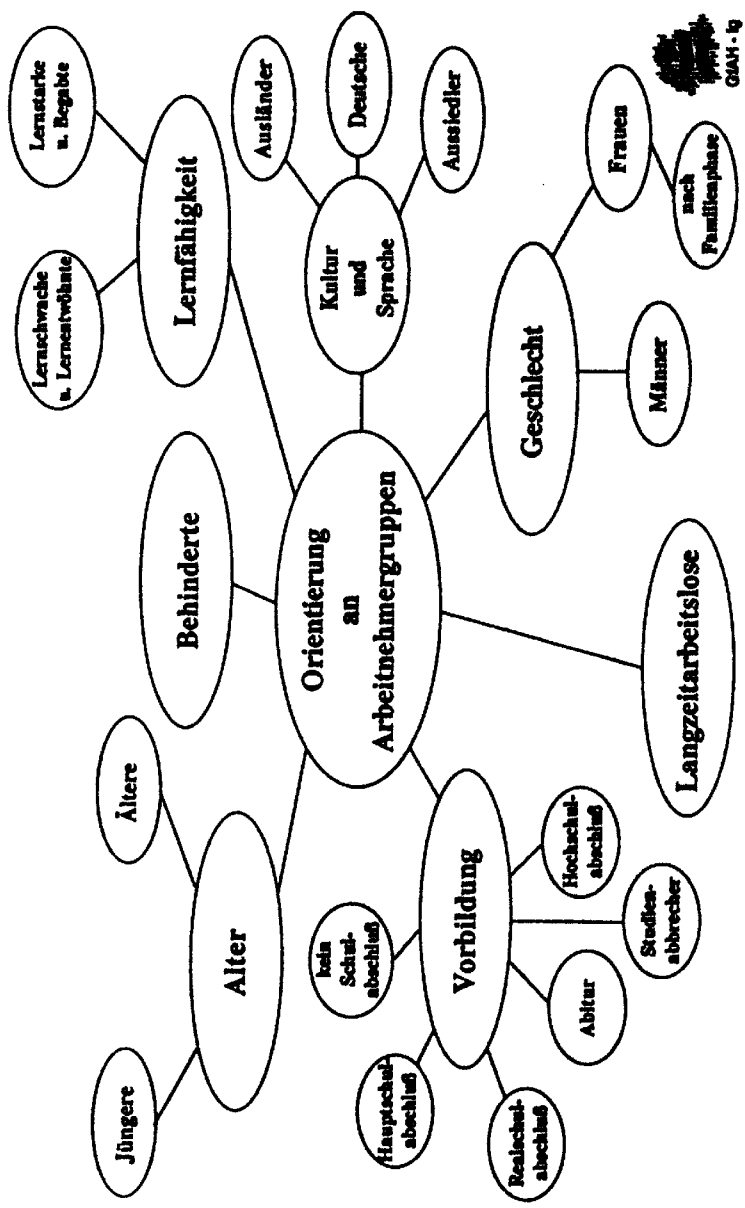 Jüngere
Ältere
Alter
Behinderte
Lernschwache
u. Lernentwöhnte
Lernstarke
u. Begabte
Lernfähigkeit
Orientierung
an
Arbeitnehmergruppen
Kultur
und
Sprache
Ausländer
Deutsche
Aussiedler
kein
Schul-
abschluß
Hauptschul-
abschluß
Realschul-
abschluß
Vorbildung
Abitur
Studien-
abbrecher
Hochschul-
abschluß
Langzeitarbeitslose
Geschlecht
Männer
Frauen
nach
Familienphase